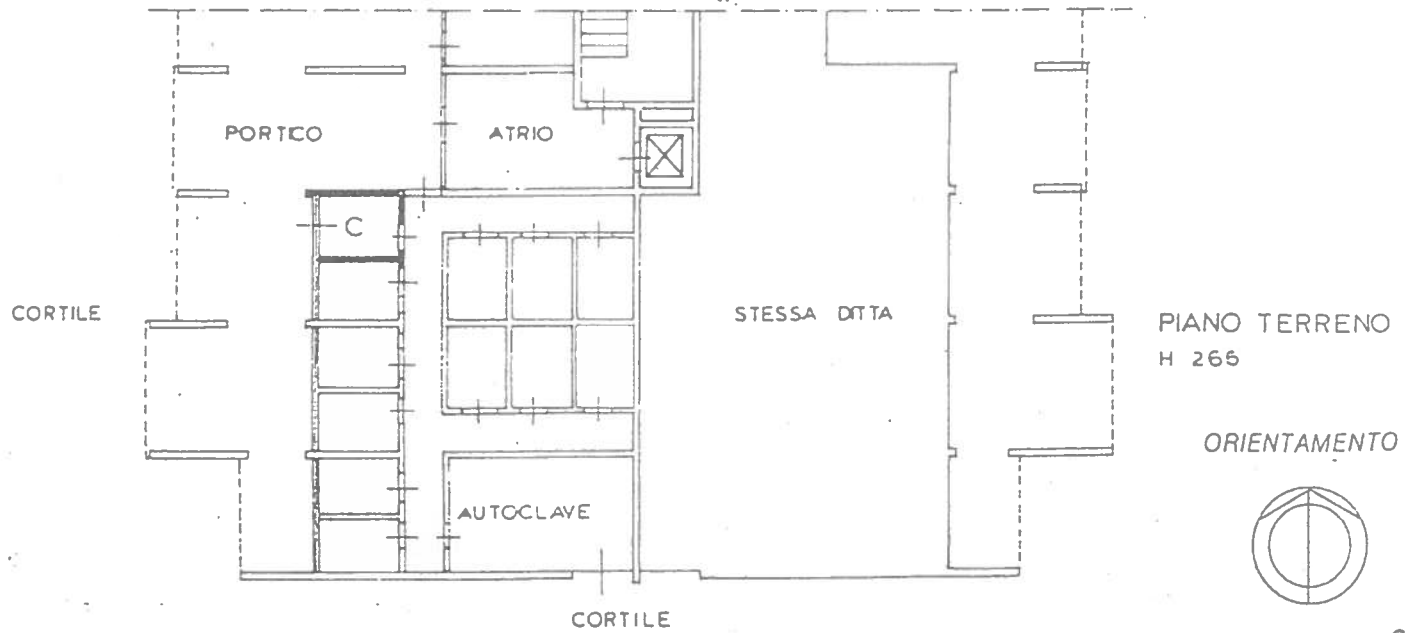 PORTICO
ATRIO
C
CORTILE
STESSA DITTA
PIANO TERRENO
H 265
ORIENTAMENTO
AUTOCLAVE
CORTILE